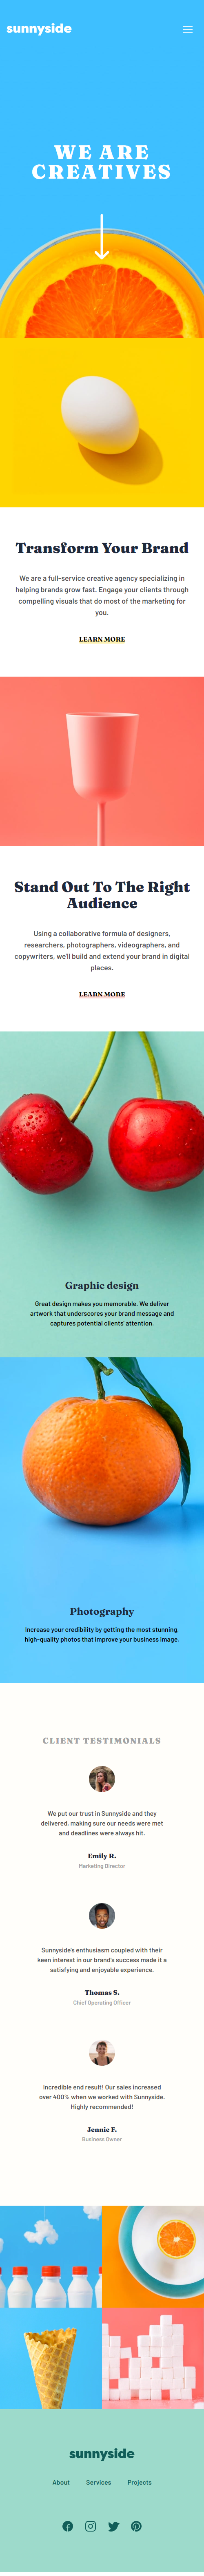 sunnyside
WE ARE
CREATIVES
Transform Your Brand
We are a full-service creative agency specializing in
helping brands grow fast. Engage your clients through
compelling visuals that do most of the marketing for
you.
LEARN MORE
Stand Out To The Right
Audience
Using a collaborative formula of designers,
researchers, photographers, videographers, and
copywriters, we'll build and extend your brand in digital
places.
LEARN MORE
Graphic design
Great design makes you memorable. We deliver
artwork that underscores your brand message and
captures potential clients' attention.
Photography
Increase your credibility by getting the most stunning,
high-quality photos that improve your business image.
CLIENT TESTIMONIALS
We put our trust in Sunnyside and they
delivered, making sure our needs were met
and deadlines were always hit.
Emily R.
Marketing Director
Sunnyside's enthusiasm coupled with their
keen interest in our brand's success made it a
satisfying and enjoyable experience.
Thomas S.
Chief Operating Officer
Incredible end result! Our sales increased
over 400% when we worked with Sunnyside.
Highly recommended!
Jennie F.
Business Owner
sunnyside
About Services Projects